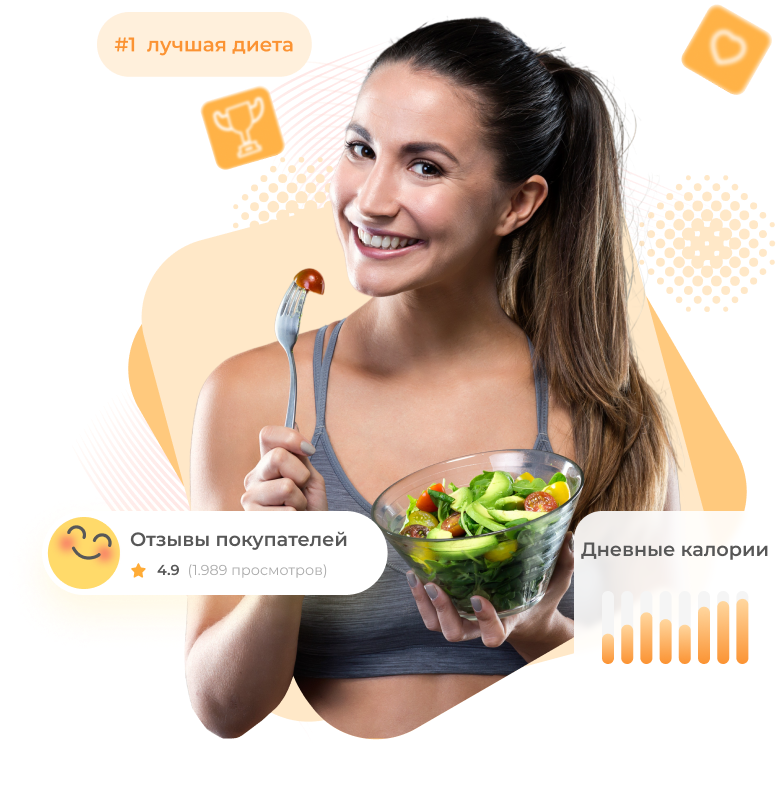 #1 лучшая диета
Отзывы покупателей
4.9 (1.989 просмотров)
Дневные калории